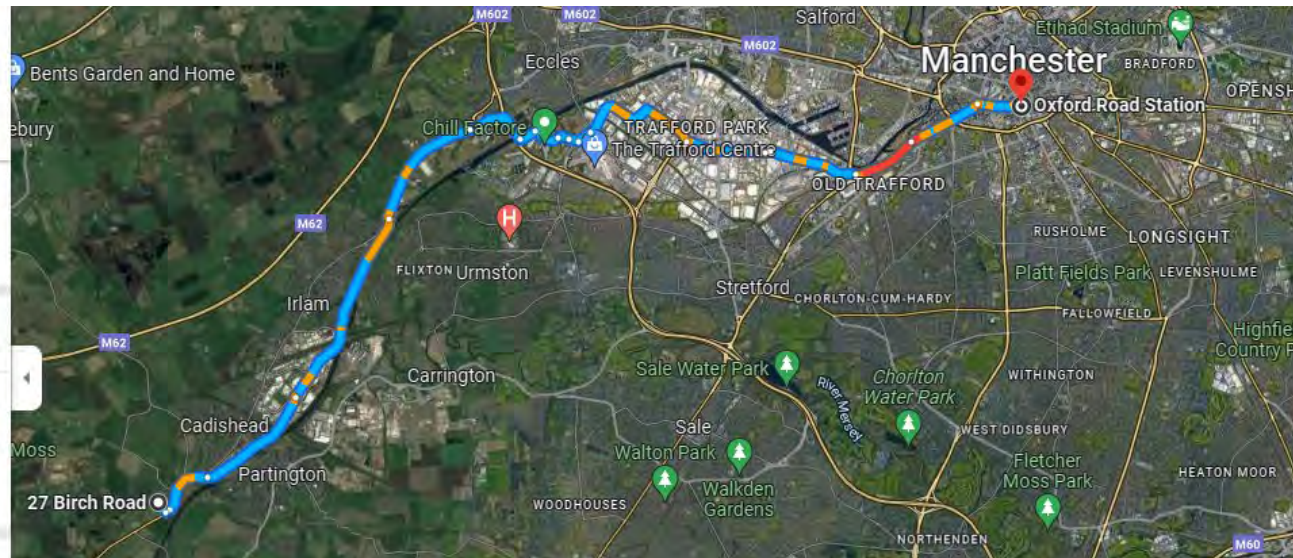 M602
M602
Salford
Etihad Stadium
M602
Eccles
BRADFORD
Bents Garden and Home
Manchester
OPENSH
Oxford Road Station
ebury
Chill Factore
TRAFFORD PARK
The Trafford Centre
OLD TRAFFORD
M62
H
RUSHOLME
LONGSIGHT
FLIXTON
Urmston
Platt Fields Park
LEVENSHULME
Stretford
Irlam
CHORLTON-CUM-HARDY
FALLOWFIELD
Highfie
Country P
M62
Sale Water Park
Carrington
Chorlton
Water Park
WITHINGTON
River Mersey
Cadishead
Sale
WEST DIDSBURY
Moss
Walton Park
Partington
Fletcher
Moss Park
HEATON MOOR
27 Birch Road
WOODHOUSES
Walkden
Gardens
NORTHENDEN
M60